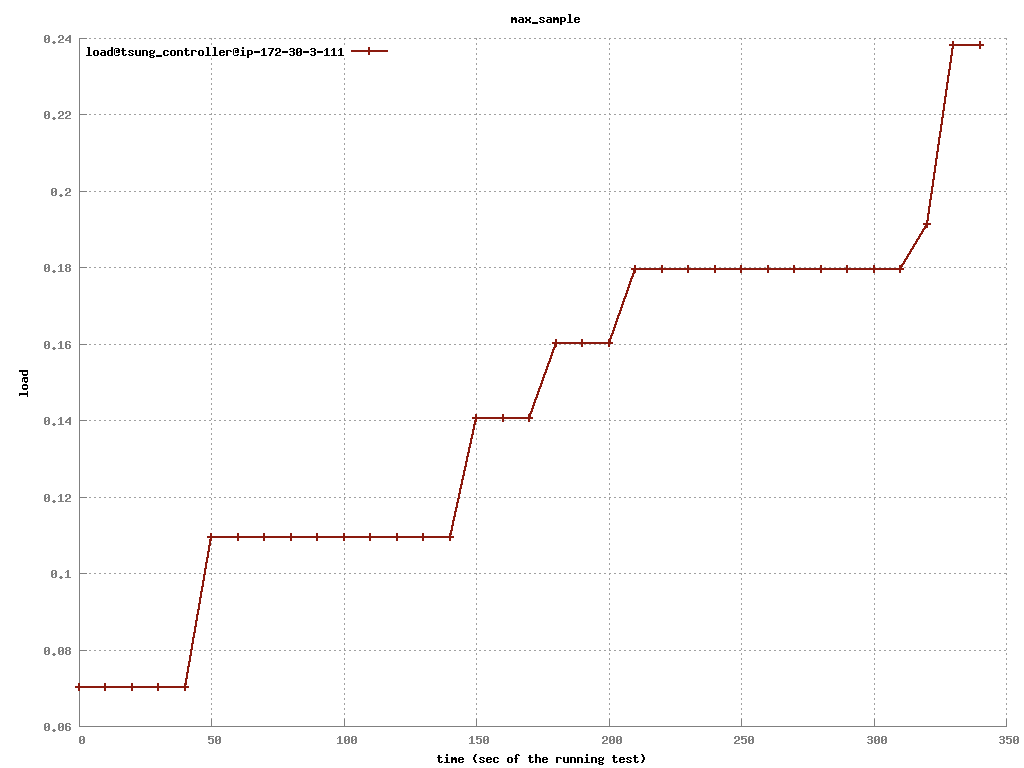 max_sample
load@tsung_controller@ip-172-30-3-111
0.24
0.22
0.2
0.18
0.16
0.14
0.12
0.1
0.08
0.06
load
0 50 100 150 200 250 300 350
time (sec of the running test)